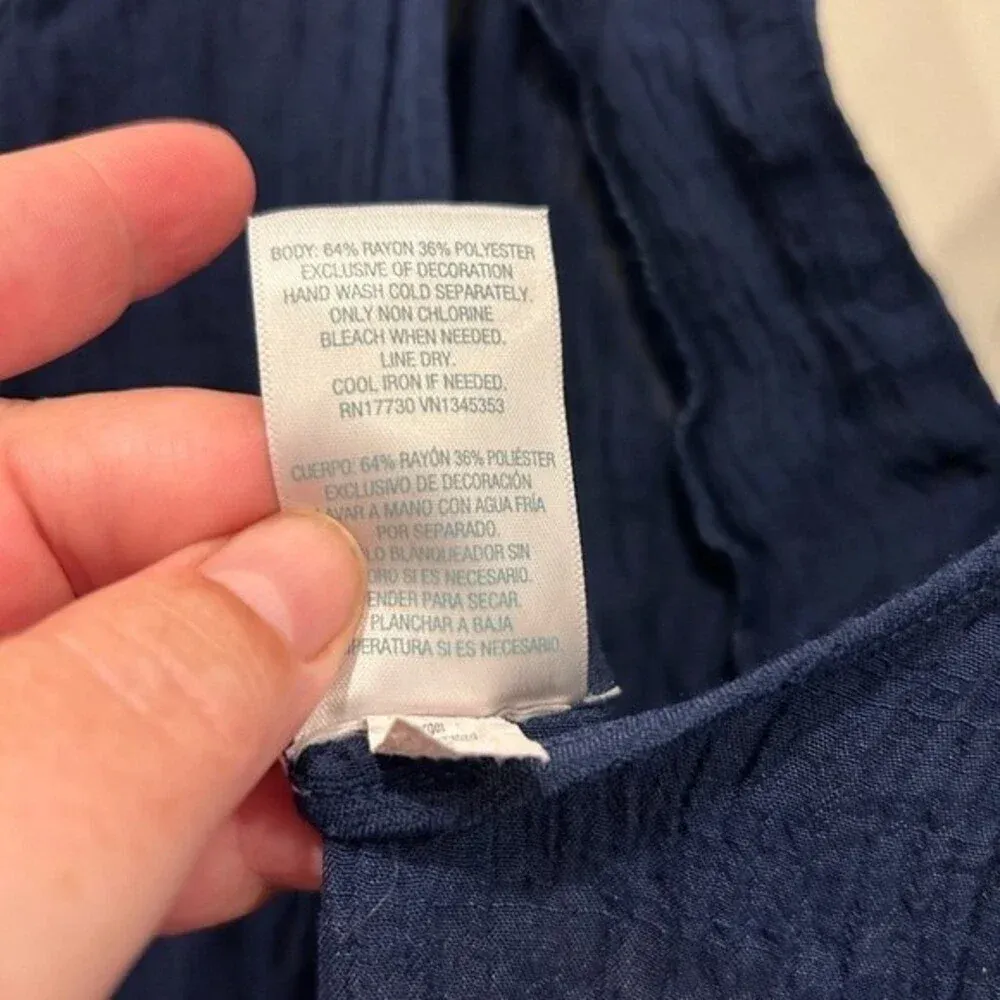 BODY: 64% RAYON 36% POLYESTER
EXCLUSIVE OF DECORATION
HAND WASH COLD SEPARATELY.
ONLY NON CHLORINE
BLEACH WHEN NEEDED.
LINE DRY.
COOL IRON IF NEEDED.
RN17730 VN1345353
CUERPO: 64% RAYÓN 36% POLIÉSTER
EXCLUSIVO DE DECORACIÓN
LAVAR A MANO CON AGUA FRÍA
POR SEPARADO.
BLANQUEADOR SIN
SI ES NECESARIO.
PARA SECAR.
PLANCHAR A BAJA
SI ES NECESARIO.